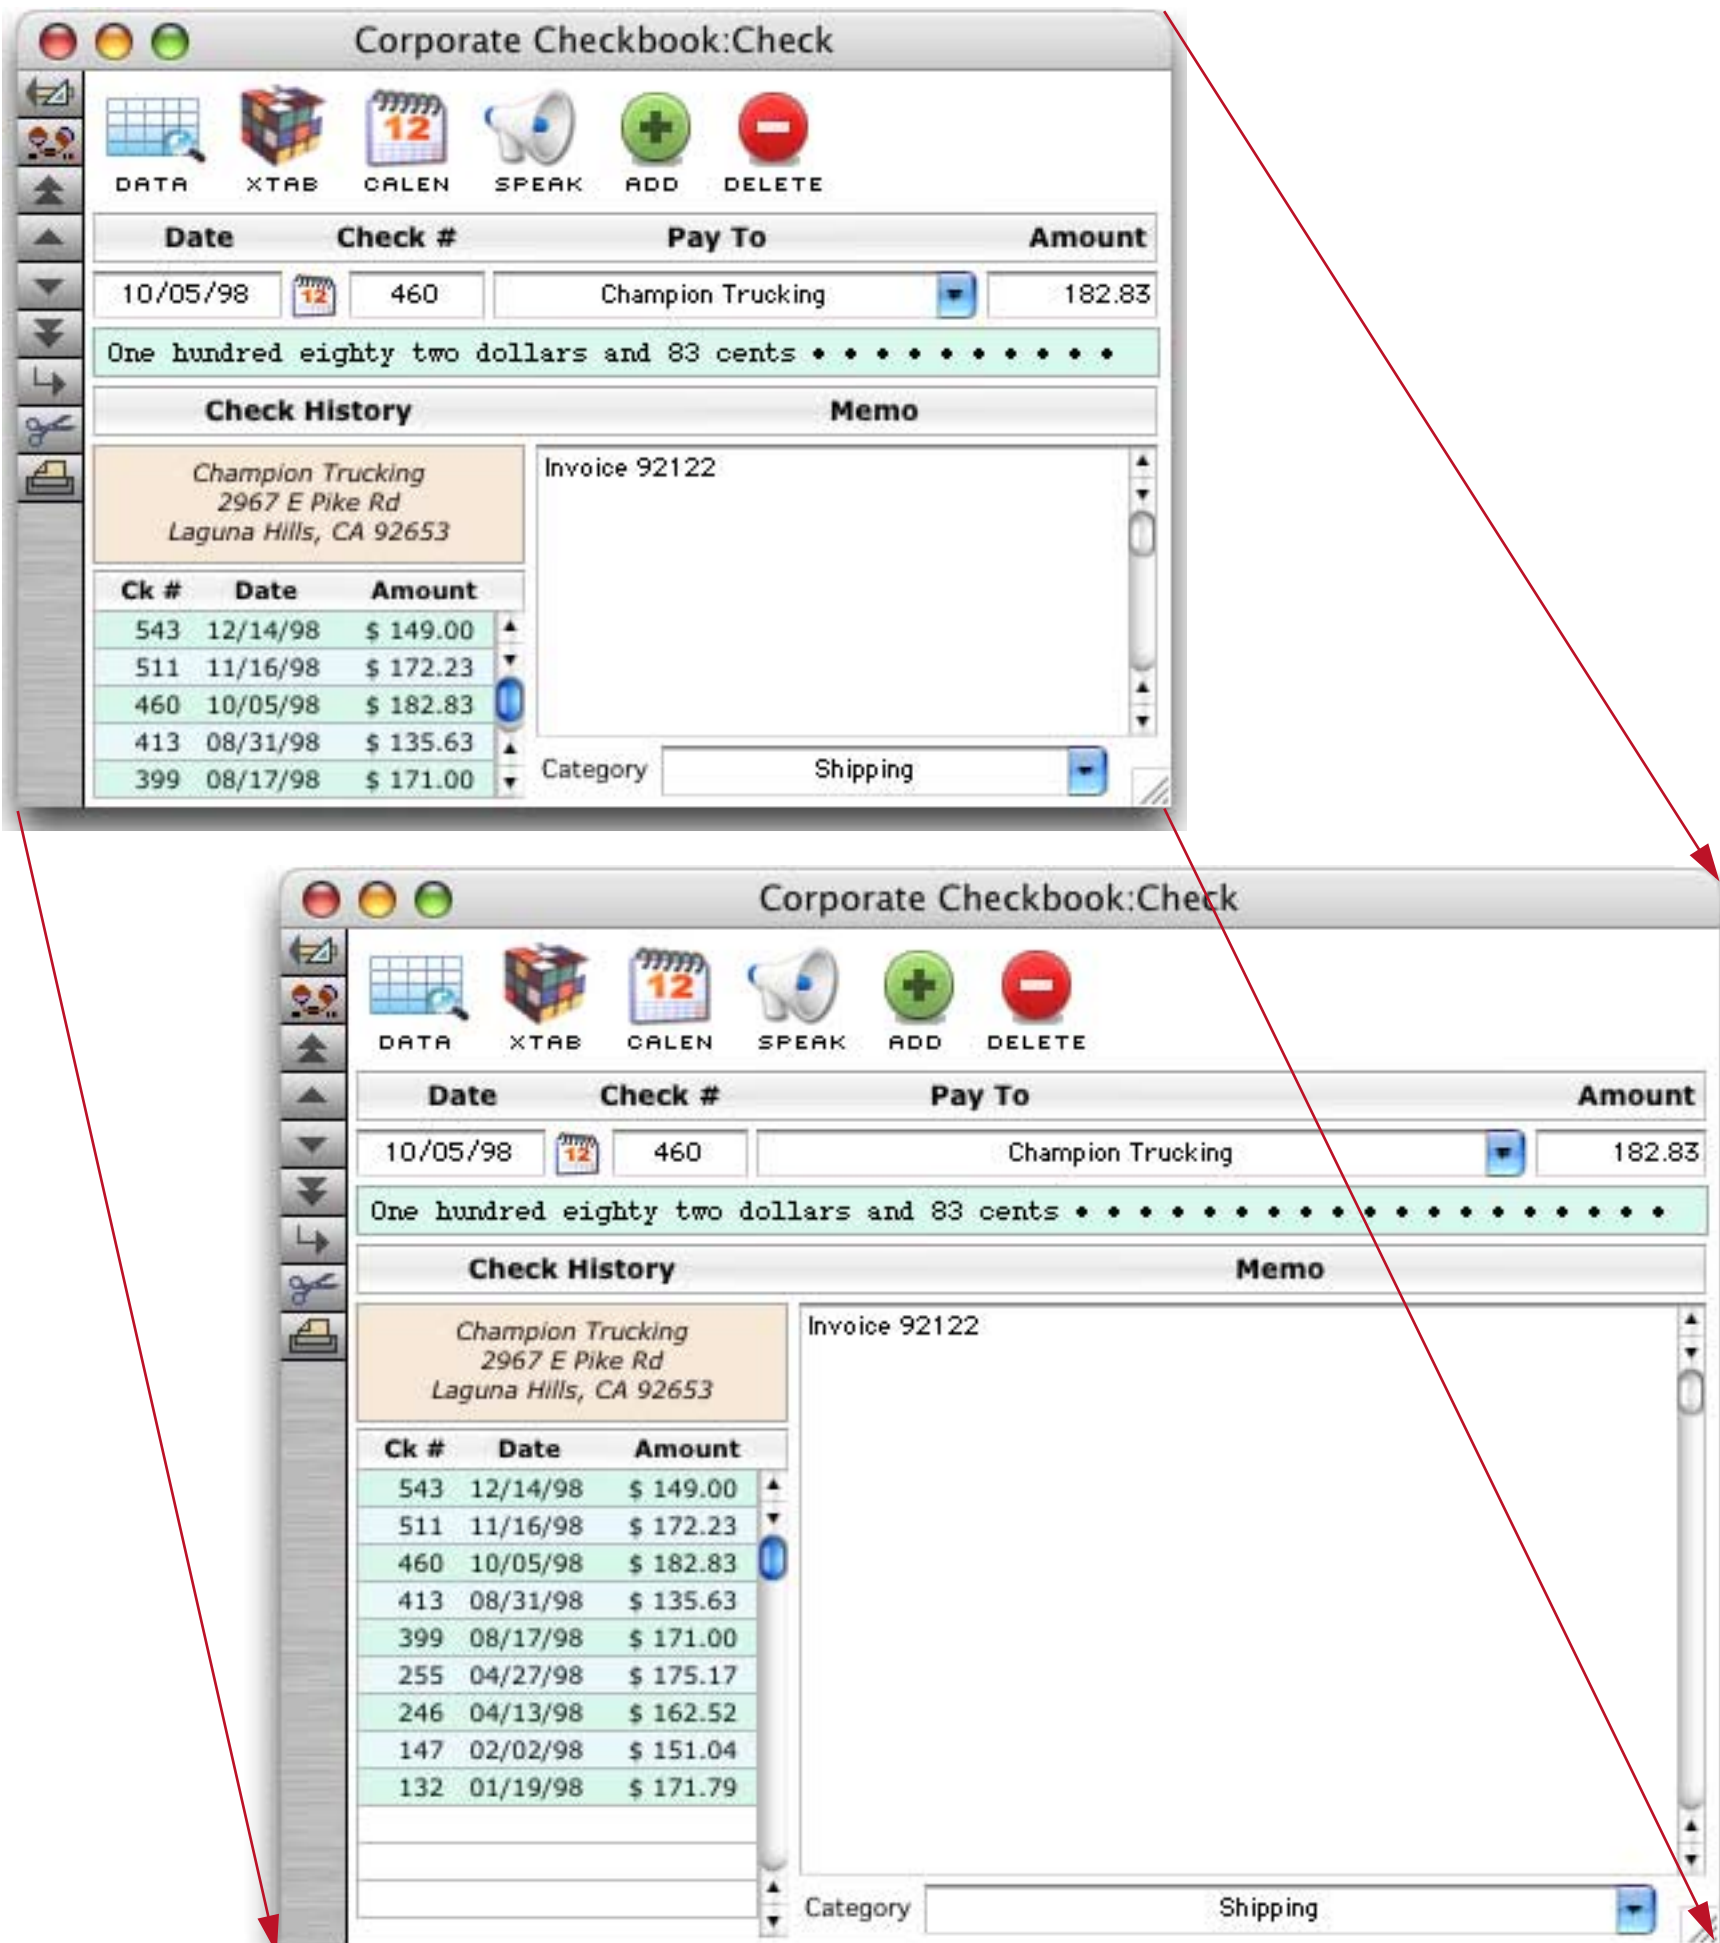 Corporate Checkbook:Check
DATA XTAB 12 CALEN SPEAK ADD DELETE
Date Check # Pay To Amount
10/05/98 12 460 Champion Trucking 182.83
One hundred eighty two dollars and 83 cents • • • • • • • • • •
Check History Memo
Champion Trucking
2967 E Pike Rd
Laguna Hills, CA 92653
Invoice 92122
Ck # Date Amount
543 12/14/98 $ 149.00
511 11/16/98 $ 172.23
460 10/05/98 $ 182.83
413 08/31/98 $ 135.63
399 08/17/98 $ 171.00
Category Shipping
Corporate Checkbook:Check
DATA XTAB 12 CALEN SPEAK ADD DELETE
Date Check # Pay To Amount
10/05/98 12 460 Champion Trucking 182.83
One hundred eighty two dollars and 83 cents • • • • • • • • • • • • • • • • • • •
Check History Memo
Champion Trucking
2967 E Pike Rd
Laguna Hills, CA 92653
Invoice 92122
Ck # Date Amount
543 12/14/98 $ 149.00
511 11/16/98 $ 172.23
460 10/05/98 $ 182.83
413 08/31/98 $ 135.63
399 08/17/98 $ 171.00
255 04/27/98 $ 175.17
246 04/13/98 $ 162.52
147 02/02/98 $ 151.04
132 01/19/98 $ 171.79
Category Shipping